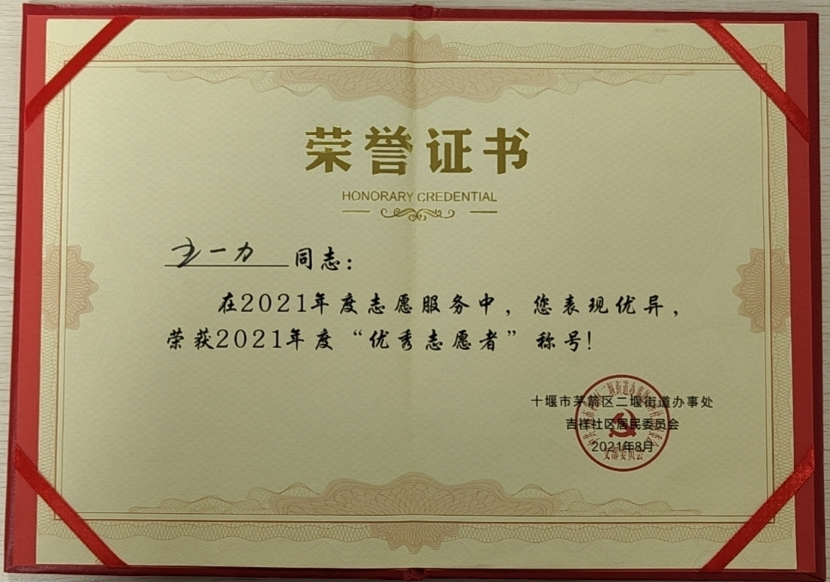 荣誉证书
HONORARY CREDENTIAL
王一力 同志：
在2021年度志愿服务中，您表现优异，
荣获2021年度“优秀志愿者”称号！
十堰市茅箭区二堰街道办事处
吉祥社区居民委员会
2021年8月